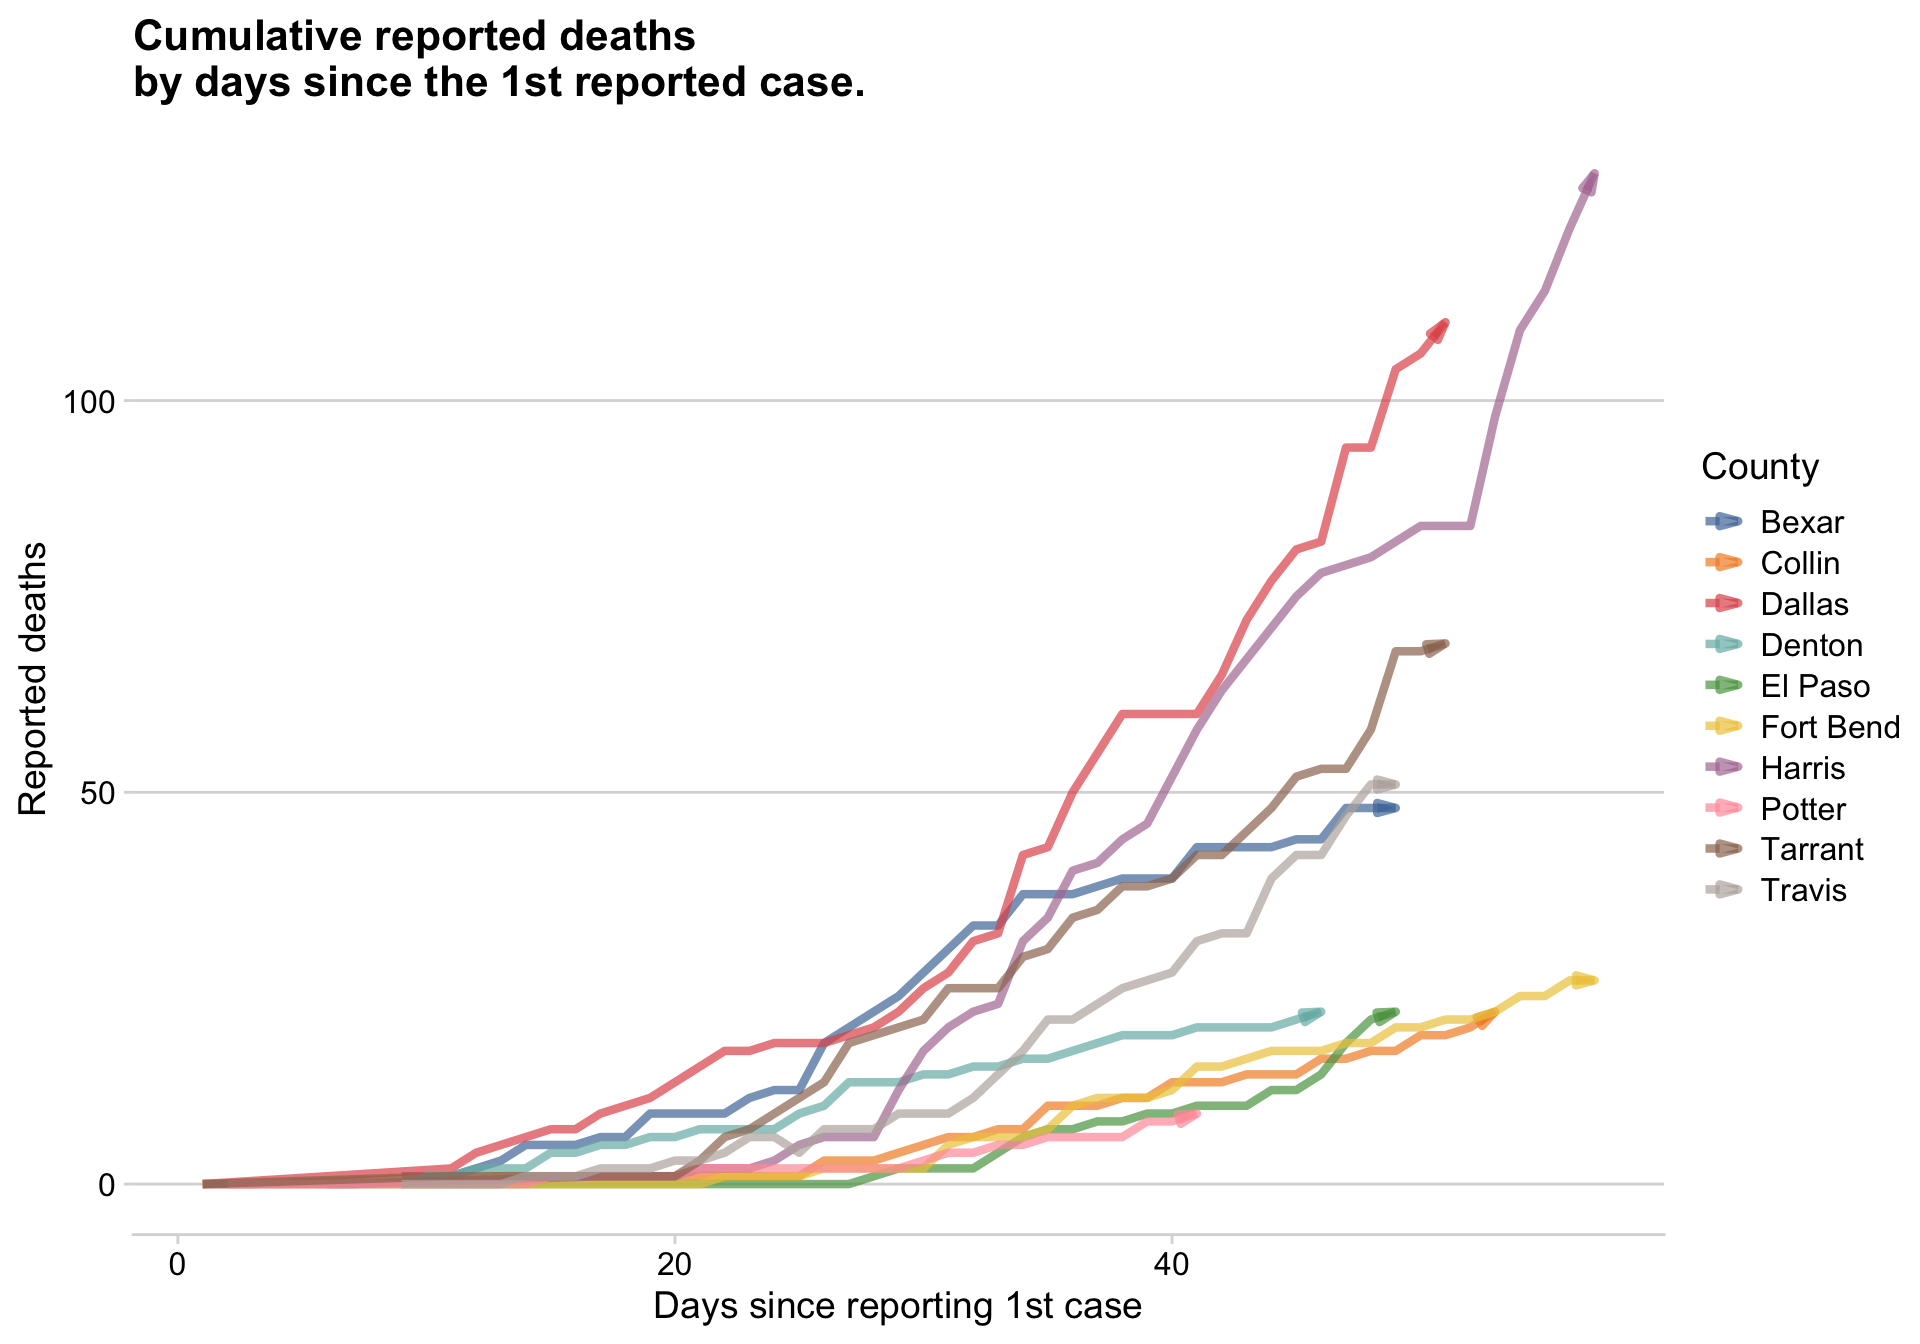 Cumulative reported deaths
by days since the 1st reported case.
100
50
0
Reported deaths
0
20
40
Days since reporting 1st case
County
Bexar
Collin
Dallas
Denton
El Paso
Fort Bend
Harris
Potter
Tarrant
Travis